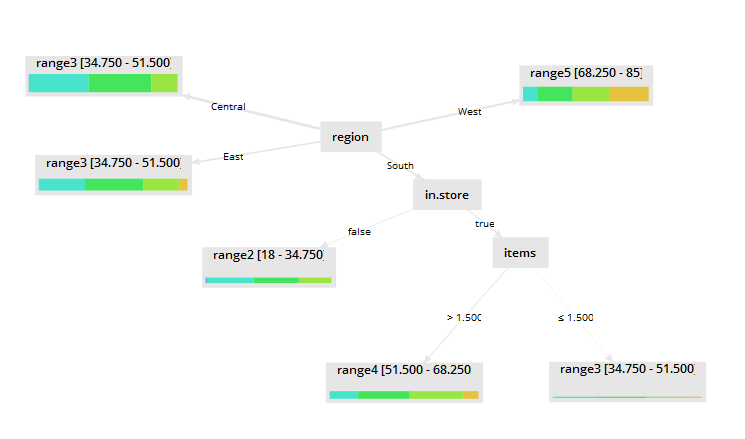 range3 [34.750 - 51.500]
range5 [68.250 - 85]
Central
West
region
East
range3 [34.750 - 51.500]
South
in.store
false
true
range2 [18 - 34.750]
items
> 1.500
≤ 1.500
range4 [51.500 - 68.250
range3 [34.750 - 51.500]